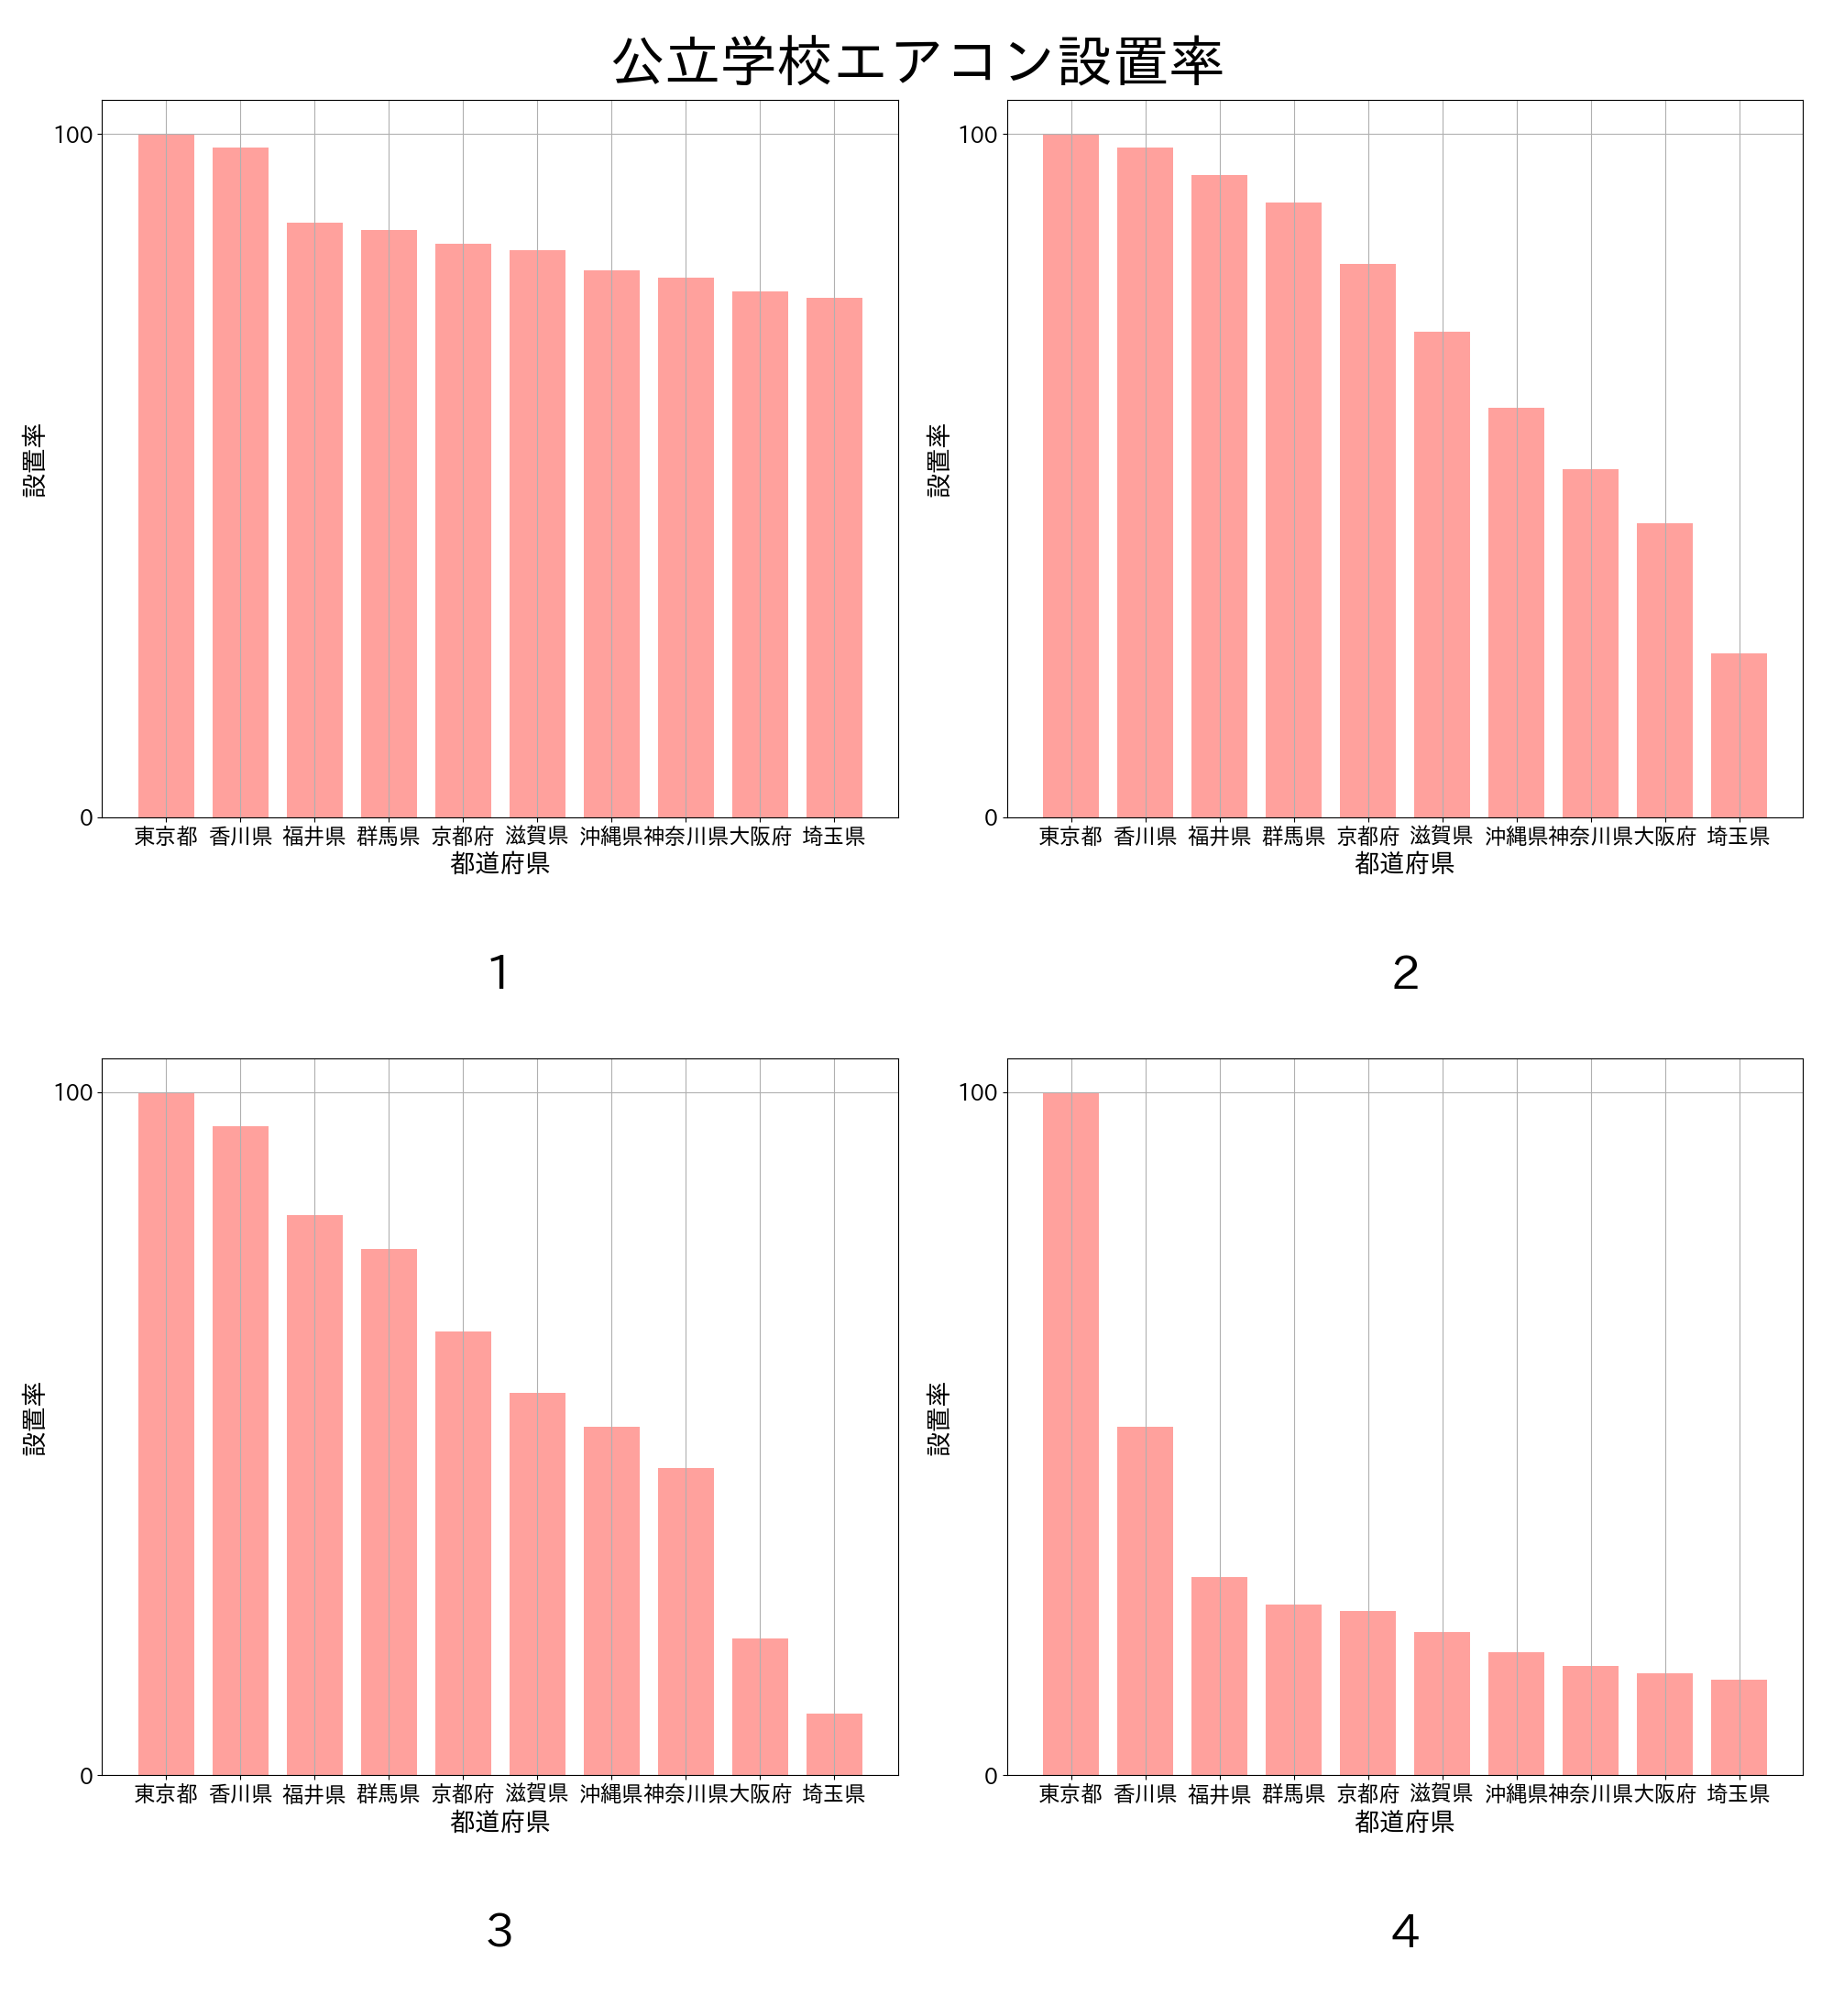 公立学校エアコン設置率
100
0
設置率
東京都 香川県 福井県 群馬県 京都府 滋賀県 沖縄県 神奈川県 大阪府 埼玉県
都道府県
1
100
0
設置率
東京都 香川県 福井県 群馬県 京都府 滋賀県 沖縄県 神奈川県 大阪府 埼玉県
都道府県
2
100
0
設置率
東京都 香川県 福井県 群馬県 京都府 滋賀県 沖縄県 神奈川県 大阪府 埼玉県
都道府県
3
100
0
設置率
東京都 香川県 福井県 群馬県 京都府 滋賀県 沖縄県 神奈川県 大阪府 埼玉県
都道府県
4